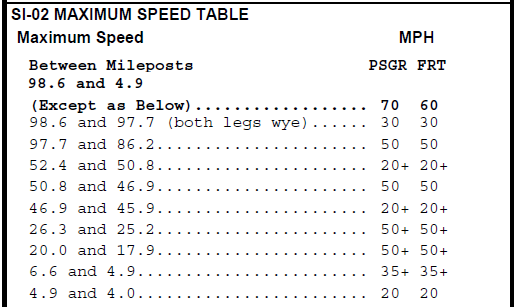 SI-02 MAXIMUM SPEED TABLE
Maximum Speed MPH
Between Mileposts PSGR FRT
98.6 and 4.9
(Except as Below).................. 70 60
98.6 and 97.7 (both legs wye)...... 30 30
97.7 and 86.2...................... 50 50
52.4 and 50.8...................... 20+ 20+
50.8 and 46.9...................... 50 50
46.9 and 45.9...................... 20+ 20+
26.3 and 25.2...................... 50+ 50+
20.0 and 17.9...................... 50+ 50+
6.6 and 4.9........................ 35+ 35+
4.9 and 4.0........................ 20 20